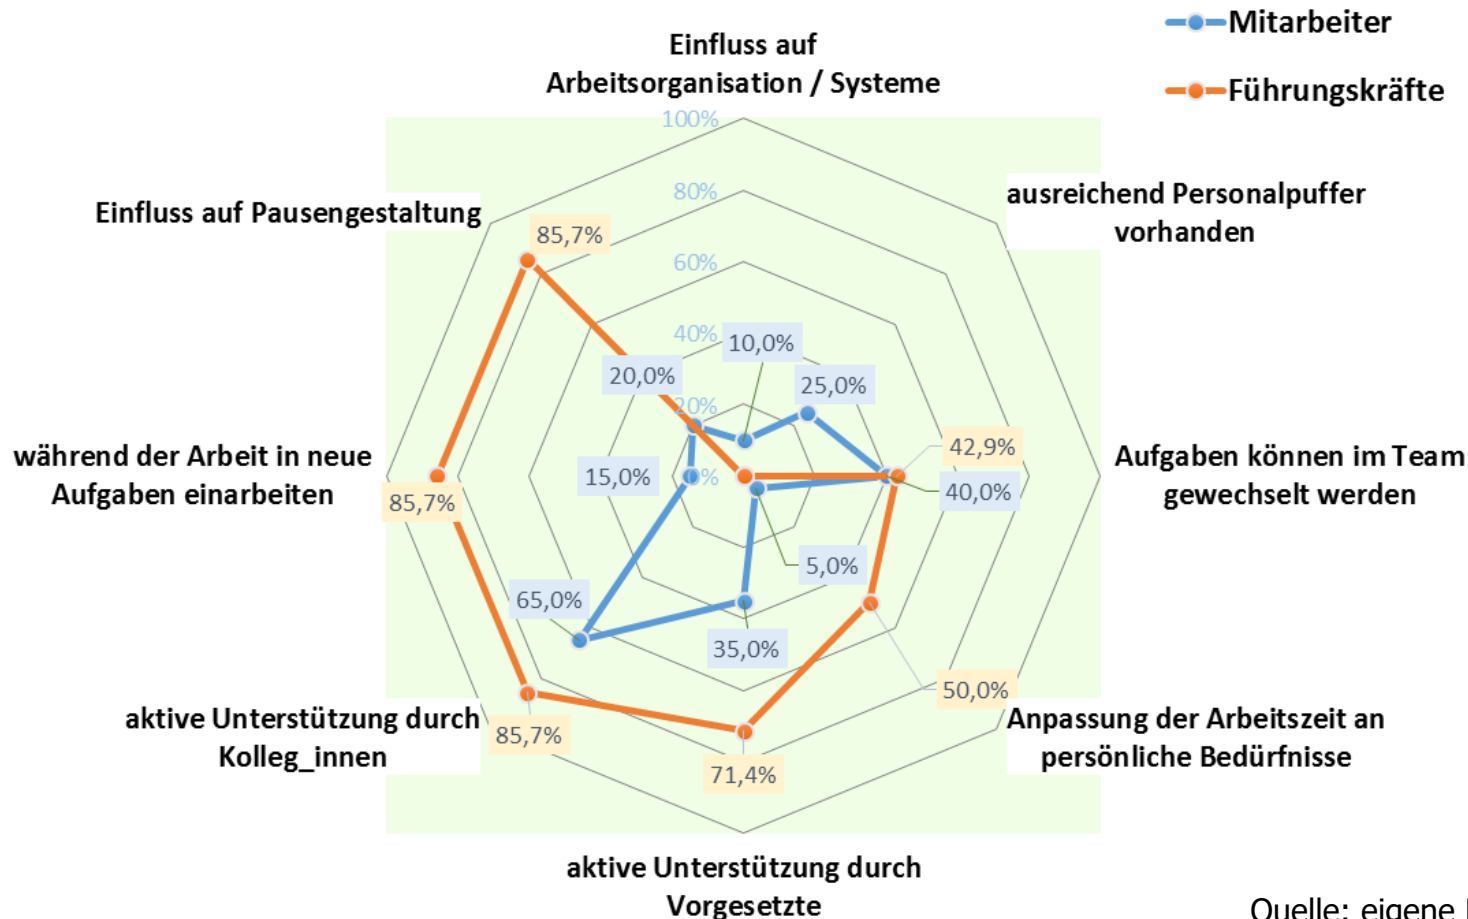 Mitarbeiter
Führungskräfte
Einfluss auf
Arbeitsorganisation / Systeme
100%
80%
60%
40%
20%
%
ausreichend Personalpuffer
vorhanden
Einfluss auf Pausengestaltung
85,7%
10,0%
20,0%
25,0%
42,9%
Aufgaben können im Team
gewechselt werden
40,0%
während der Arbeit in neue
Aufgaben einarbeiten
15,0%
85,7%
5,0%
65,0%
35,0%
50,0%
Anpassung der Arbeitszeit an
persönliche Bedürfnisse
aktive Unterstützung durch
Kolleg_innen
85,7%
71,4%
aktive Unterstützung durch
Vorgesetzte
Quelle: eigene